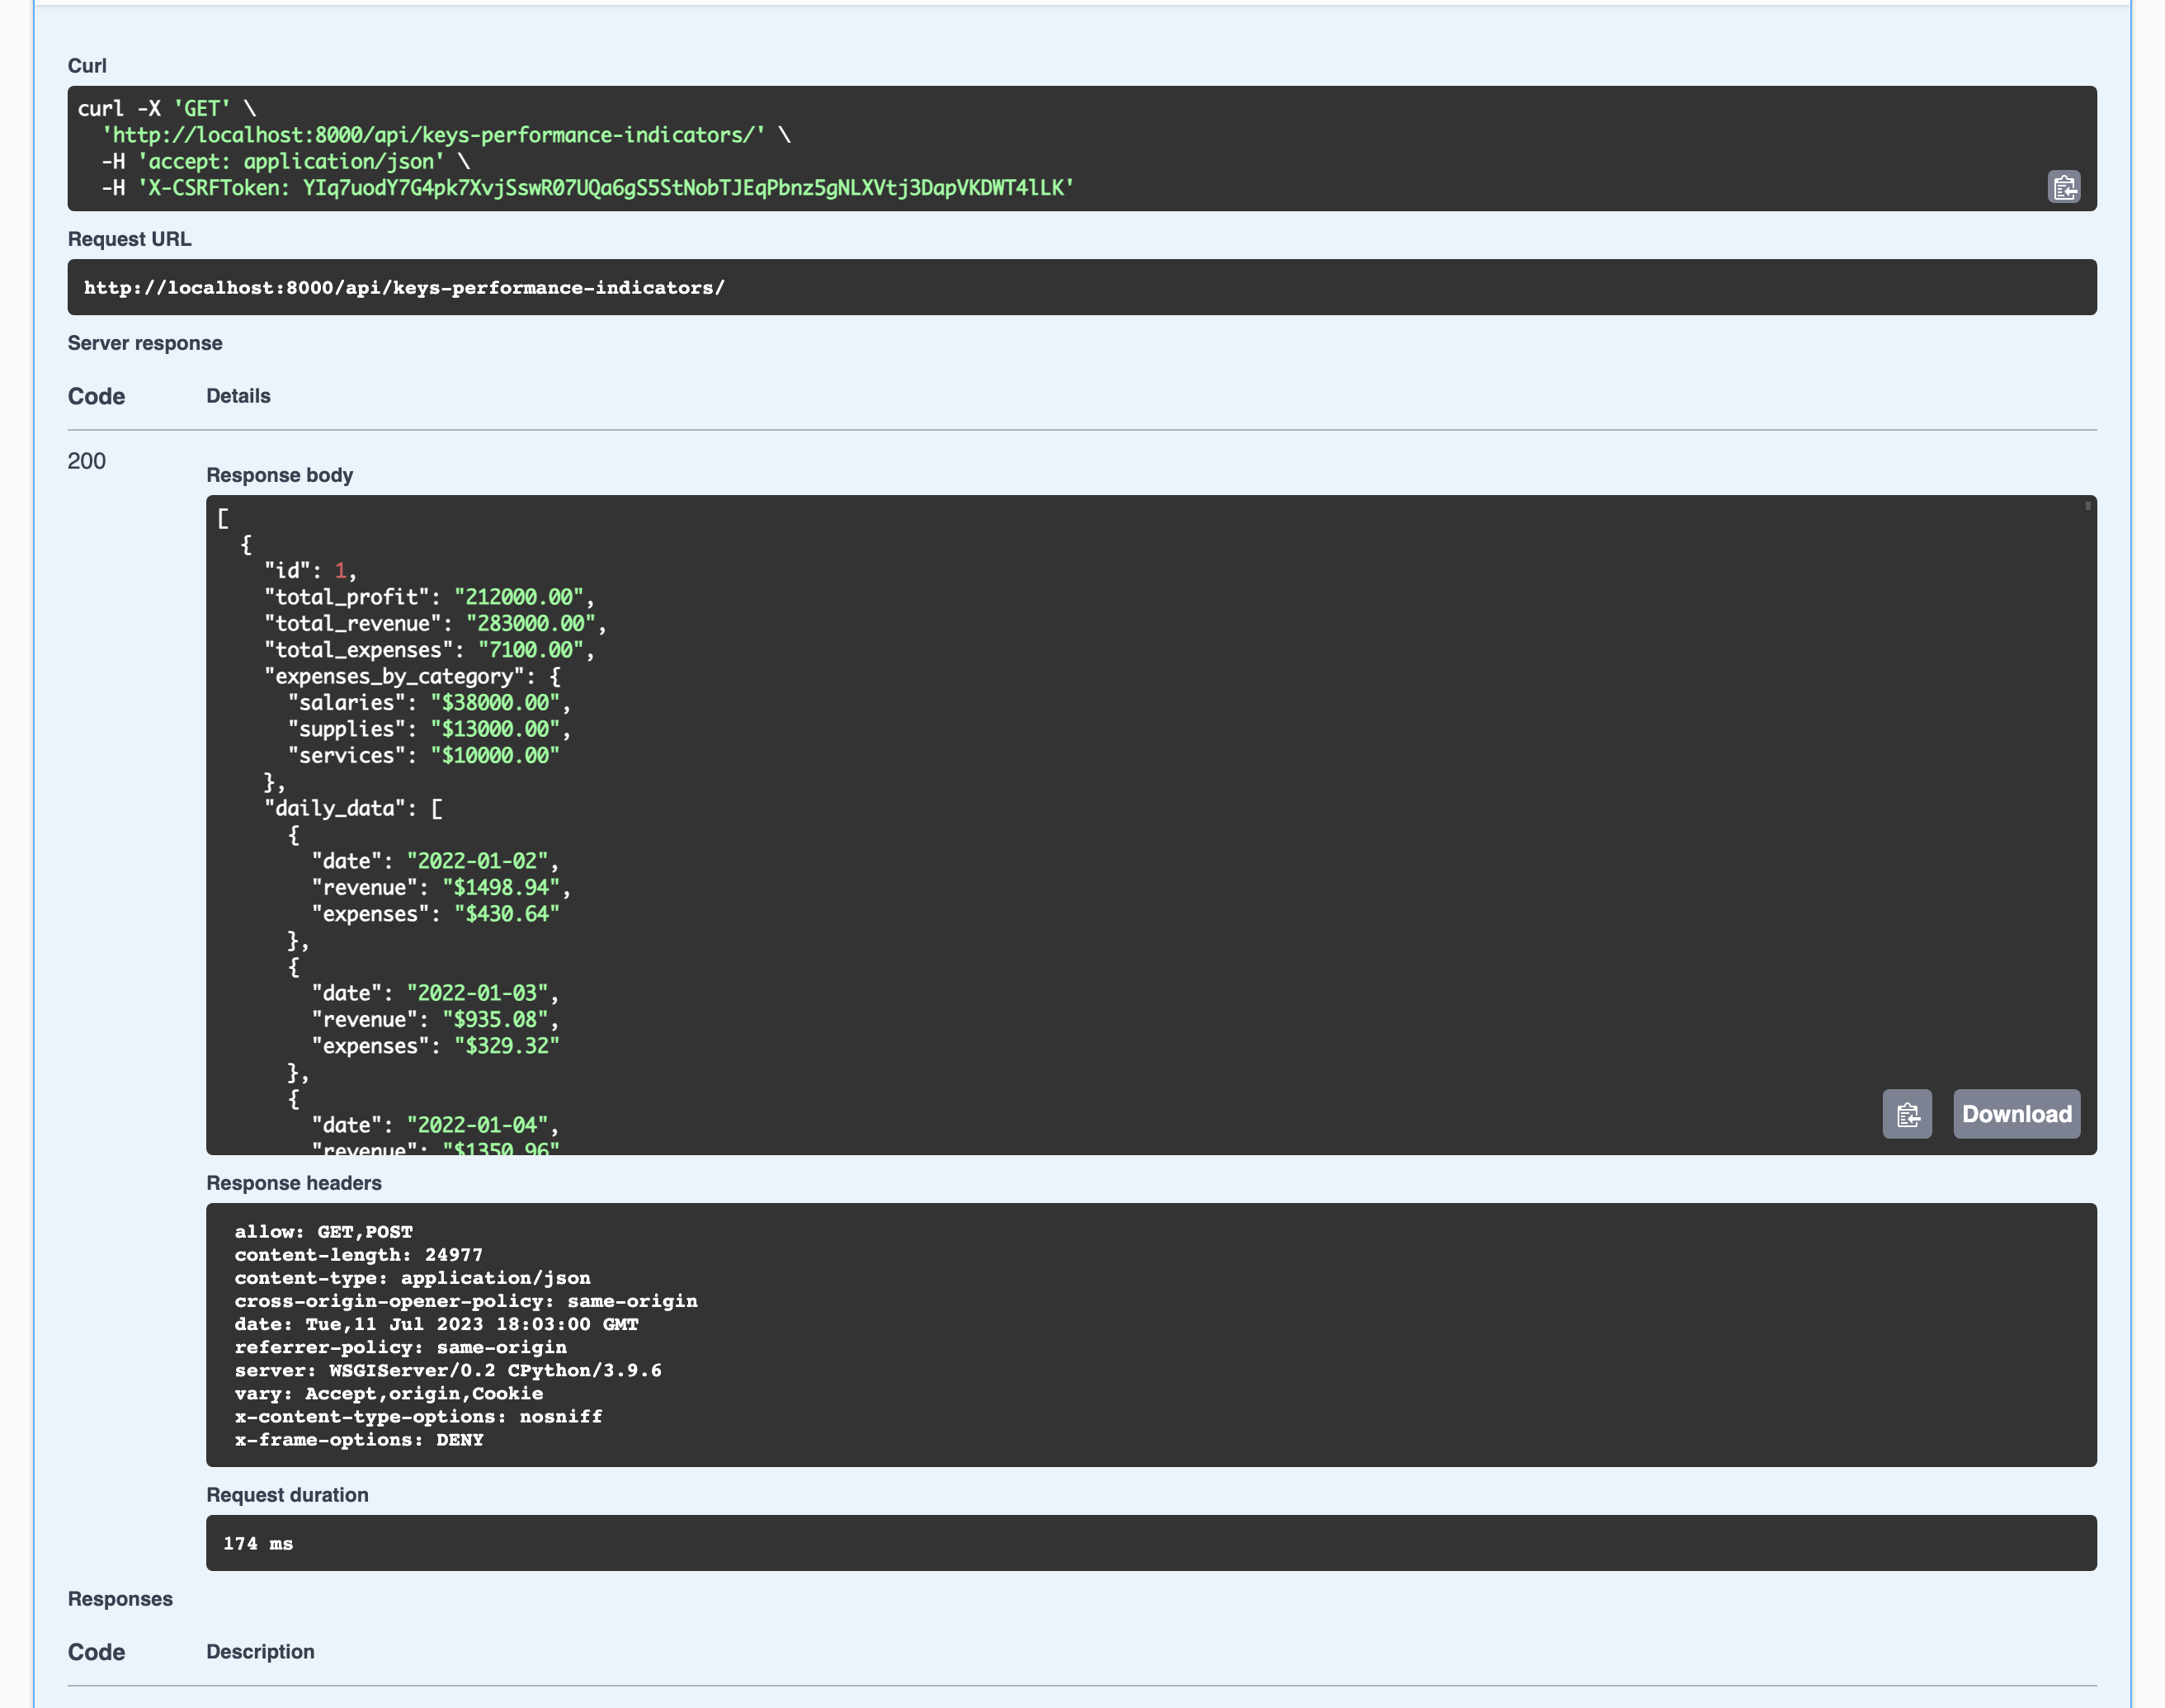 Curl
curl -X 'GET' \
  'http://localhost:8000/api/keys-performance-indicators/' \
  -H 'accept: application/json' \
  -H 'X-CSRFToken: YIq7uodY7G4pk7XvjSswR07UQa6gS5StNobTJEqPbnz5gNLXVtj3DapVKDWT4lLK'
Request URL
http://localhost:8000/api/keys-performance-indicators/
Server response
Code Details
200
Response body
[
  {
    "id": 1,
    "total_profit": "212000.00",
    "total_revenue": "283000.00",
    "total_expenses": "7100.00",
    "expenses_by_category": {
      "salaries": "$38000.00",
      "supplies": "$13000.00",
      "services": "$10000.00"
    },
    "daily_data": [
      {
        "date": "2022-01-02",
        "revenue": "$1498.94",
        "expenses": "$430.64"
      },
      {
        "date": "2022-01-03",
        "revenue": "$935.08",
        "expenses": "$329.32"
      },
      {
        "date": "2022-01-04",
        "revenue": "$1350.96"
Download
Response headers
allow: GET,POST
content-length: 24977
content-type: application/json
cross-origin-opener-policy: same-origin
date: Tue,11 Jul 2023 18:03:00 GMT
referrer-policy: same-origin
server: WSGIServer/0.2 CPython/3.9.6
vary: Accept,origin,Cookie
x-content-type-options: nosniff
x-frame-options: DENY
Request duration
174 ms
Responses
Code Description